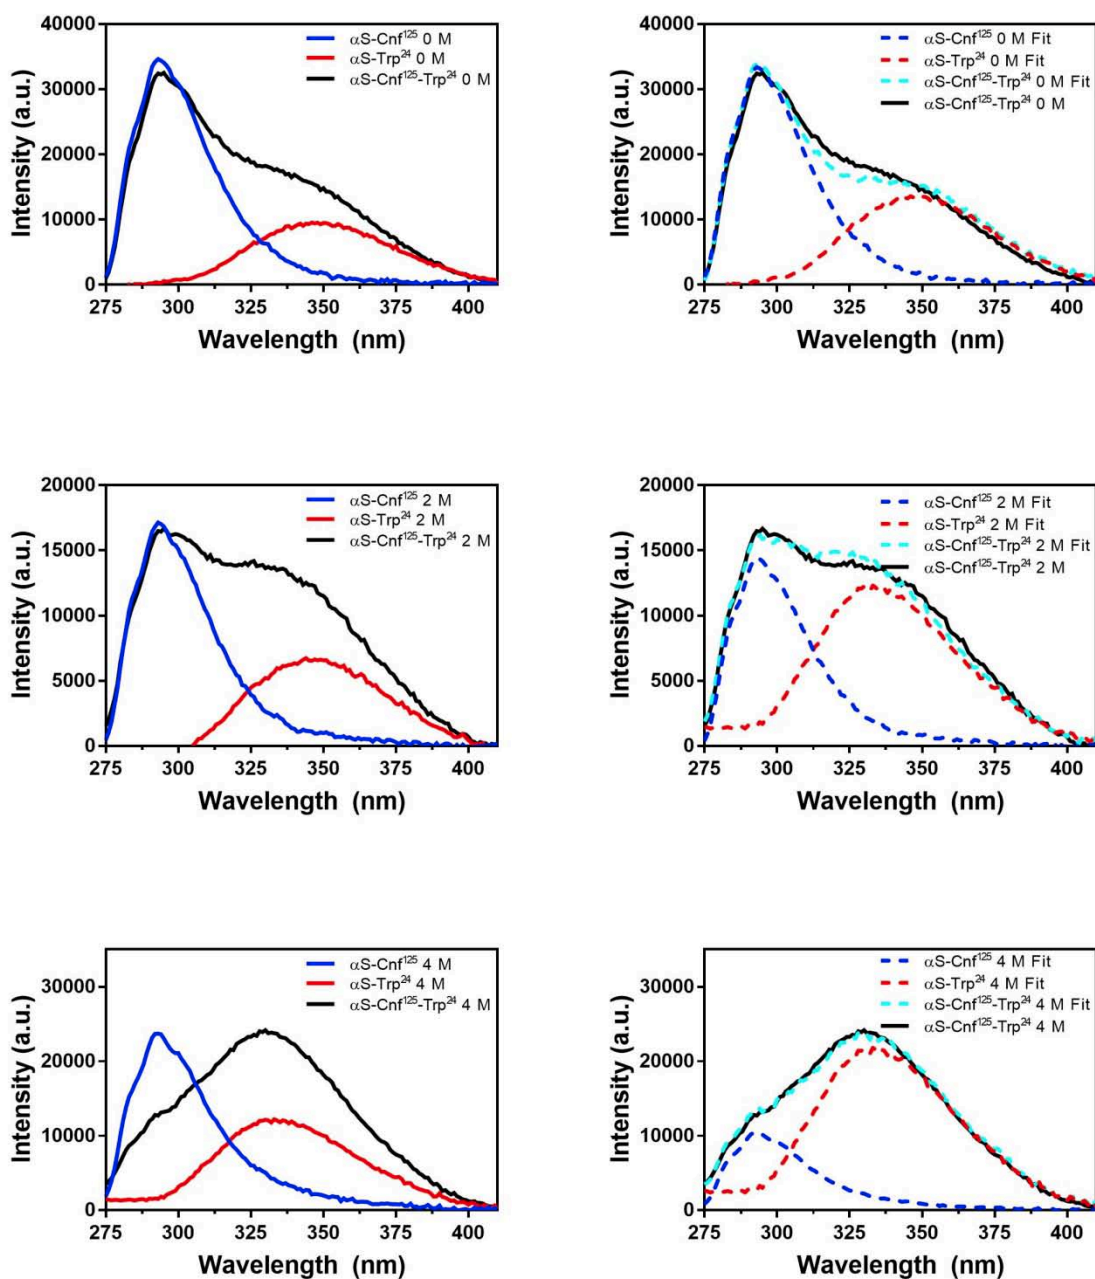 40000
30000
20000
10000
0
Intensity (a.u.)
αS-Cnf¹²⁵ 0 M
αS-Trp²⁴ 0 M
αS-Cnf¹²⁵-Trp²⁴ 0 M
275 300 325 350 375 400
Wavelength (nm)
40000
30000
20000
10000
0
Intensity (a.u.)
αS-Cnf¹²⁵ 0 M Fit
αS-Trp²⁴ 0 M Fit
αS-Cnf¹²⁵-Trp²⁴ 0 M Fit
αS-Cnf¹²⁵-Trp²⁴ 0 M
275 300 325 350 375 400
Wavelength (nm)
20000
15000
10000
5000
0
Intensity (a.u.)
αS-Cnf¹²⁵ 2 M
αS-Trp²⁴ 2 M
αS-Cnf¹²⁵-Trp²⁴ 2 M
275 300 325 350 375 400
Wavelength (nm)
20000
15000
10000
5000
0
Intensity (a.u.)
αS-Cnf¹²⁵ 2 M Fit
αS-Trp²⁴ 2 M Fit
αS-Cnf¹²⁵-Trp²⁴ 2 M Fit
αS-Cnf¹²⁵-Trp²⁴ 2 M
275 300 325 350 375 400
Wavelength (nm)
30000
20000
10000
0
Intensity (a.u.)
αS-Cnf¹²⁵ 4 M
αS-Trp²⁴ 4 M
αS-Cnf¹²⁵-Trp²⁴ 4 M
275 300 325 350 375 400
Wavelength (nm)
30000
20000
10000
0
Intensity (a.u.)
αS-Cnf¹²⁵ 4 M Fit
αS-Trp²⁴ 4 M Fit
αS-Cnf¹²⁵-Trp²⁴ 4 M Fit
αS-Cnf¹²⁵-Trp²⁴ 4 M
275 300 325 350 375 400
Wavelength (nm)